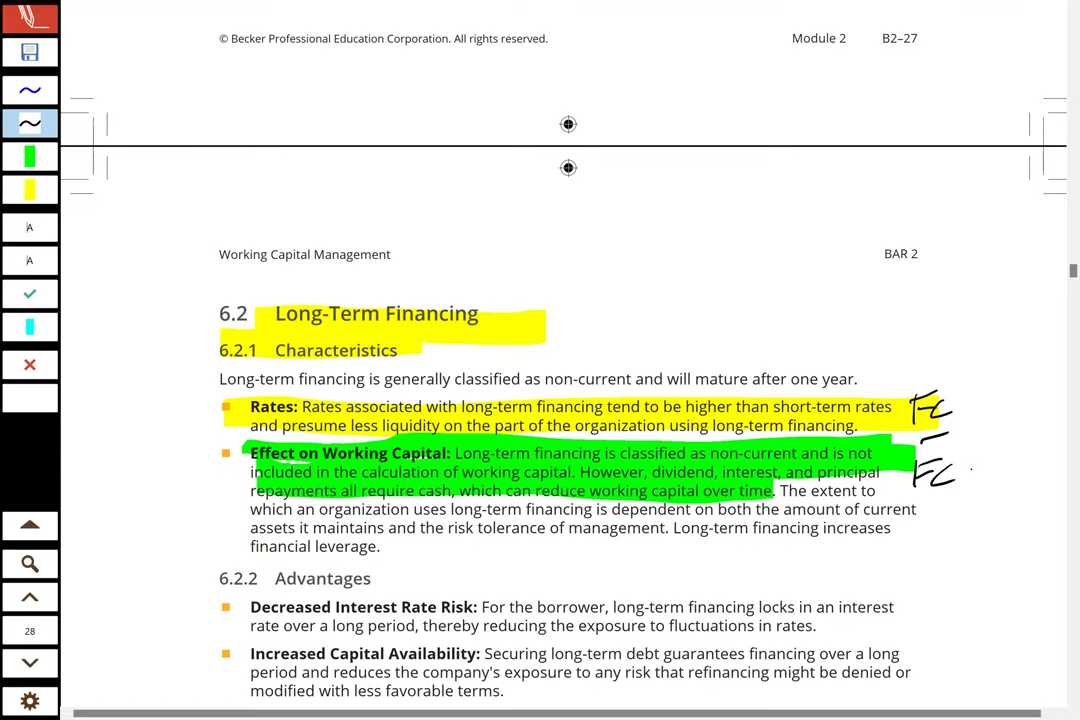 © Becker Professional Education Corporation. All rights reserved. Module 2 B2–27
Working Capital Management BAR 2
6.2 Long-Term Financing
6.2.1 Characteristics
Long-term financing is generally classified as non-current and will mature after one year.
Rates: Rates associated with long-term financing tend to be higher than short-term rates
and presume less liquidity on the part of the organization using long-term financing.
FC
Effect on Working Capital: Long-term financing is classified as non-current and is not
included in the calculation of working capital. However, dividend, interest, and principal
FC
repayments all require cash, which can reduce working capital over time. The extent to
which an organization uses long-term financing is dependent on both the amount of current
assets it maintains and the risk tolerance of management. Long-term financing increases
financial leverage.
6.2.2 Advantages
Decreased Interest Rate Risk: For the borrower, long-term financing locks in an interest
rate over a long period, thereby reducing the exposure to fluctuations in rates.
Increased Capital Availability: Securing long-term debt guarantees financing over a long
period and reduces the company's exposure to any risk that refinancing might be denied or
modified with less favorable terms.
A
A
28